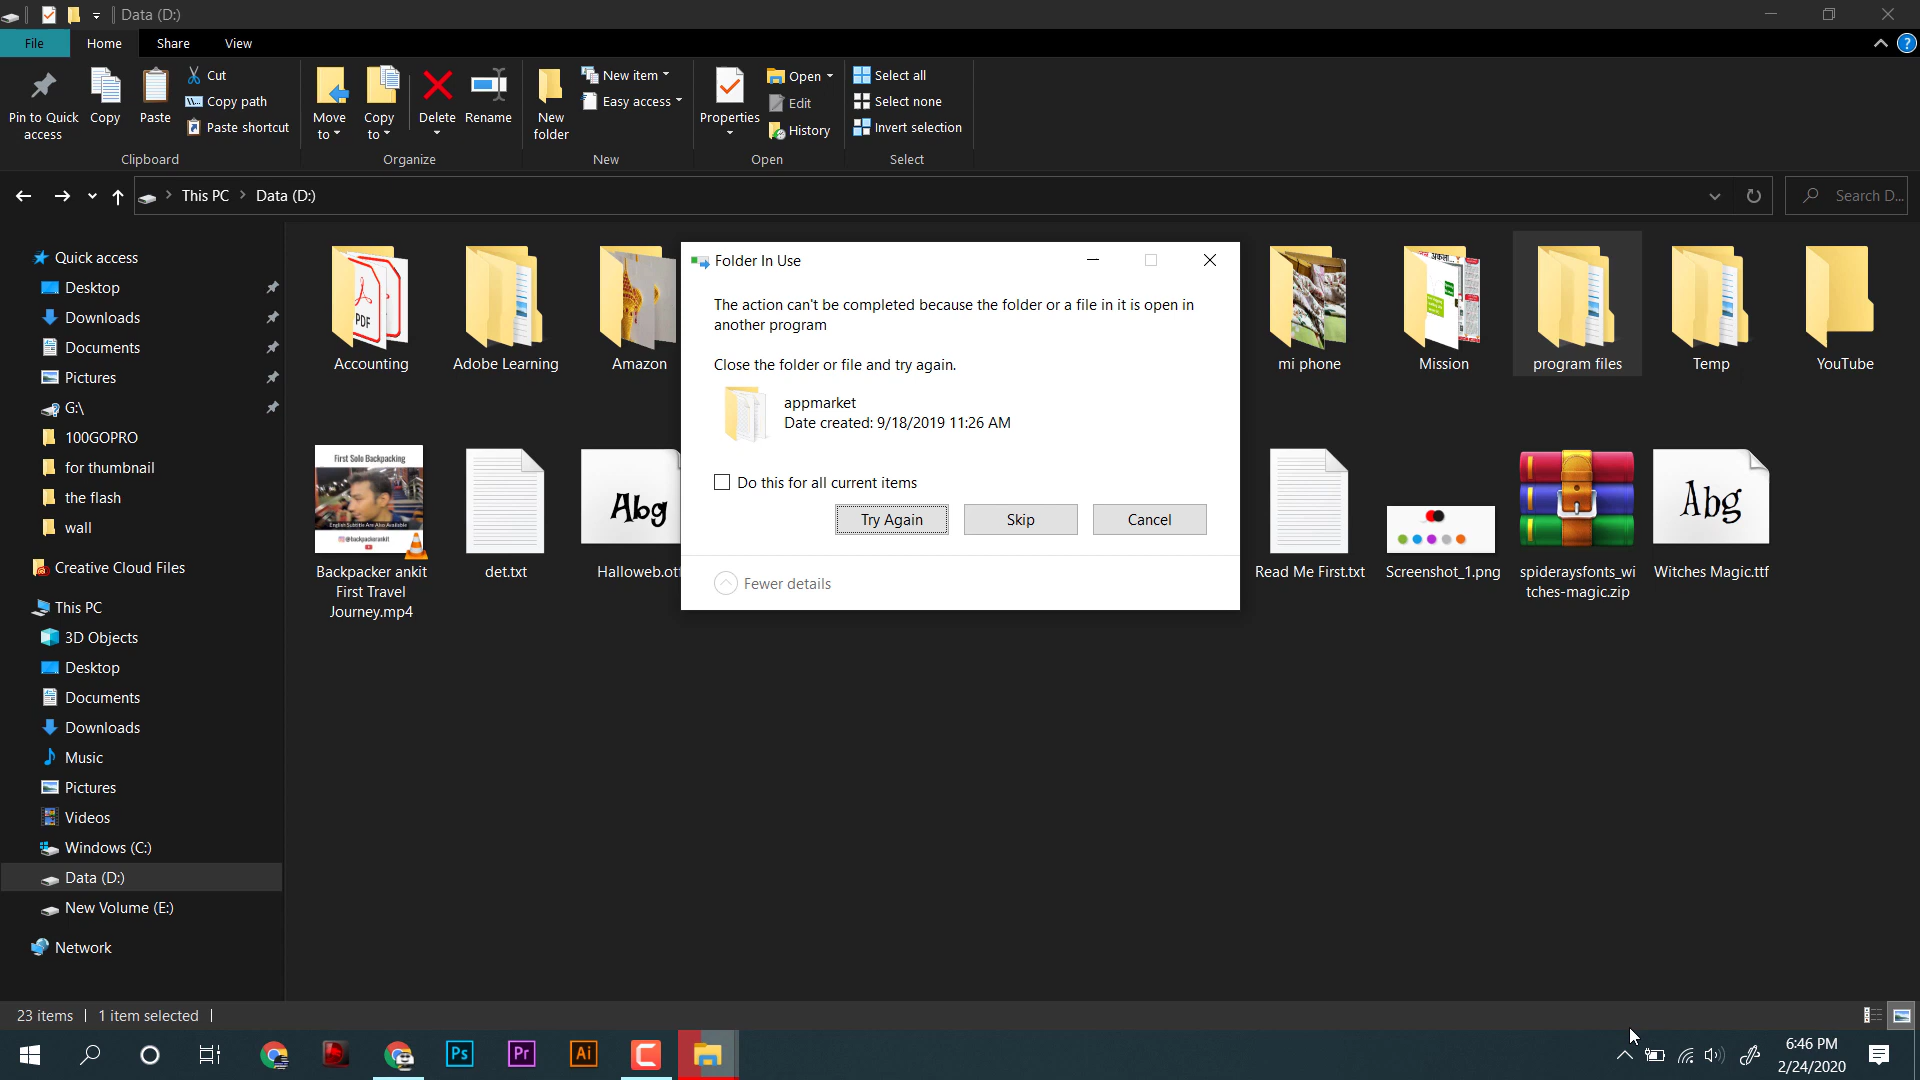 Data (D:)
File
Home
Share
View
Pin to Quick
access
Copy
Paste
Cut
Copy path
Paste shortcut
Clipboard
Move
to
Copy
to
Delete
Rename
Organize
New
folder
New item
Easy access
New
Properties
Open
Edit
History
Open
Select all
Select none
Invert selection
Select
This PC
Data (D:)
Search D...
Quick access
Desktop
Downloads
Documents
Pictures
G:\
100GOPRO
for thumbnail
the flash
wall
Creative Cloud Files
This PC
3D Objects
Desktop
Documents
Downloads
Music
Pictures
Videos
Windows (C:)
Data (D:)
New Volume (E:)
Network
PDF
Accounting
Adobe Learning
Amazon
mi phone
Mission
program files
Temp
YouTube
First Solo Backpacking
English Subtitle Are Also Available
@backpackerankit
Backpacker ankit
First Travel
Journey.mp4
det.txt
Abg
Halloweb.otf
Read Me First.txt
Screenshot_1.png
spideraysfonts_wi
tches-magic.zip
Abg
Witches Magic.ttf
Folder In Use
The action can't be completed because the folder or a file in it is open in
another program
Close the folder or file and try again.
appmarket
Date created: 9/18/2019 11:26 AM
Do this for all current items
Try Again
Skip
Cancel
Fewer details
23 items
1 item selected
Ps
Pr
Ai
6:46 PM
2/24/2020